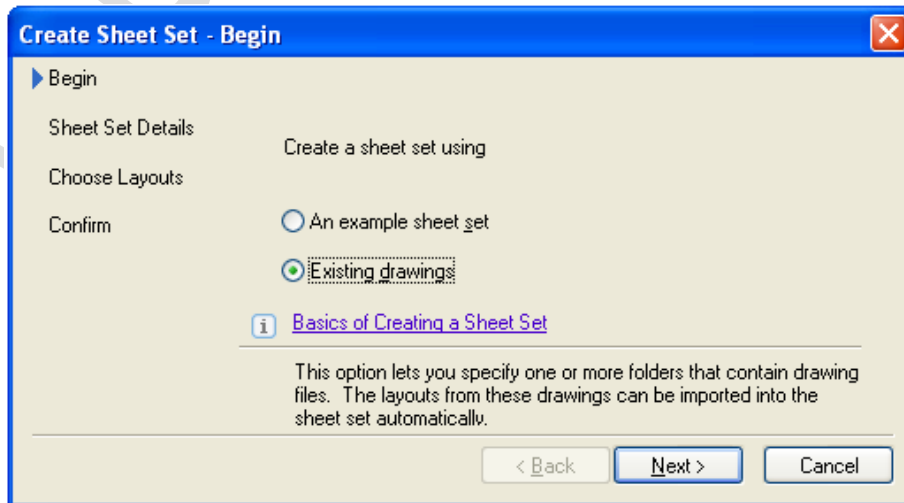 Create Sheet Set - Begin
Begin
Sheet Set Details
Choose Layouts
Confirm
Create a sheet set using
An example sheet set
Existing drawings
Basics of Creating a Sheet Set
This option lets you specify one or more folders that contain drawing
files. The layouts from these drawings can be imported into the
sheet set automatically.
< Back
Next >
Cancel